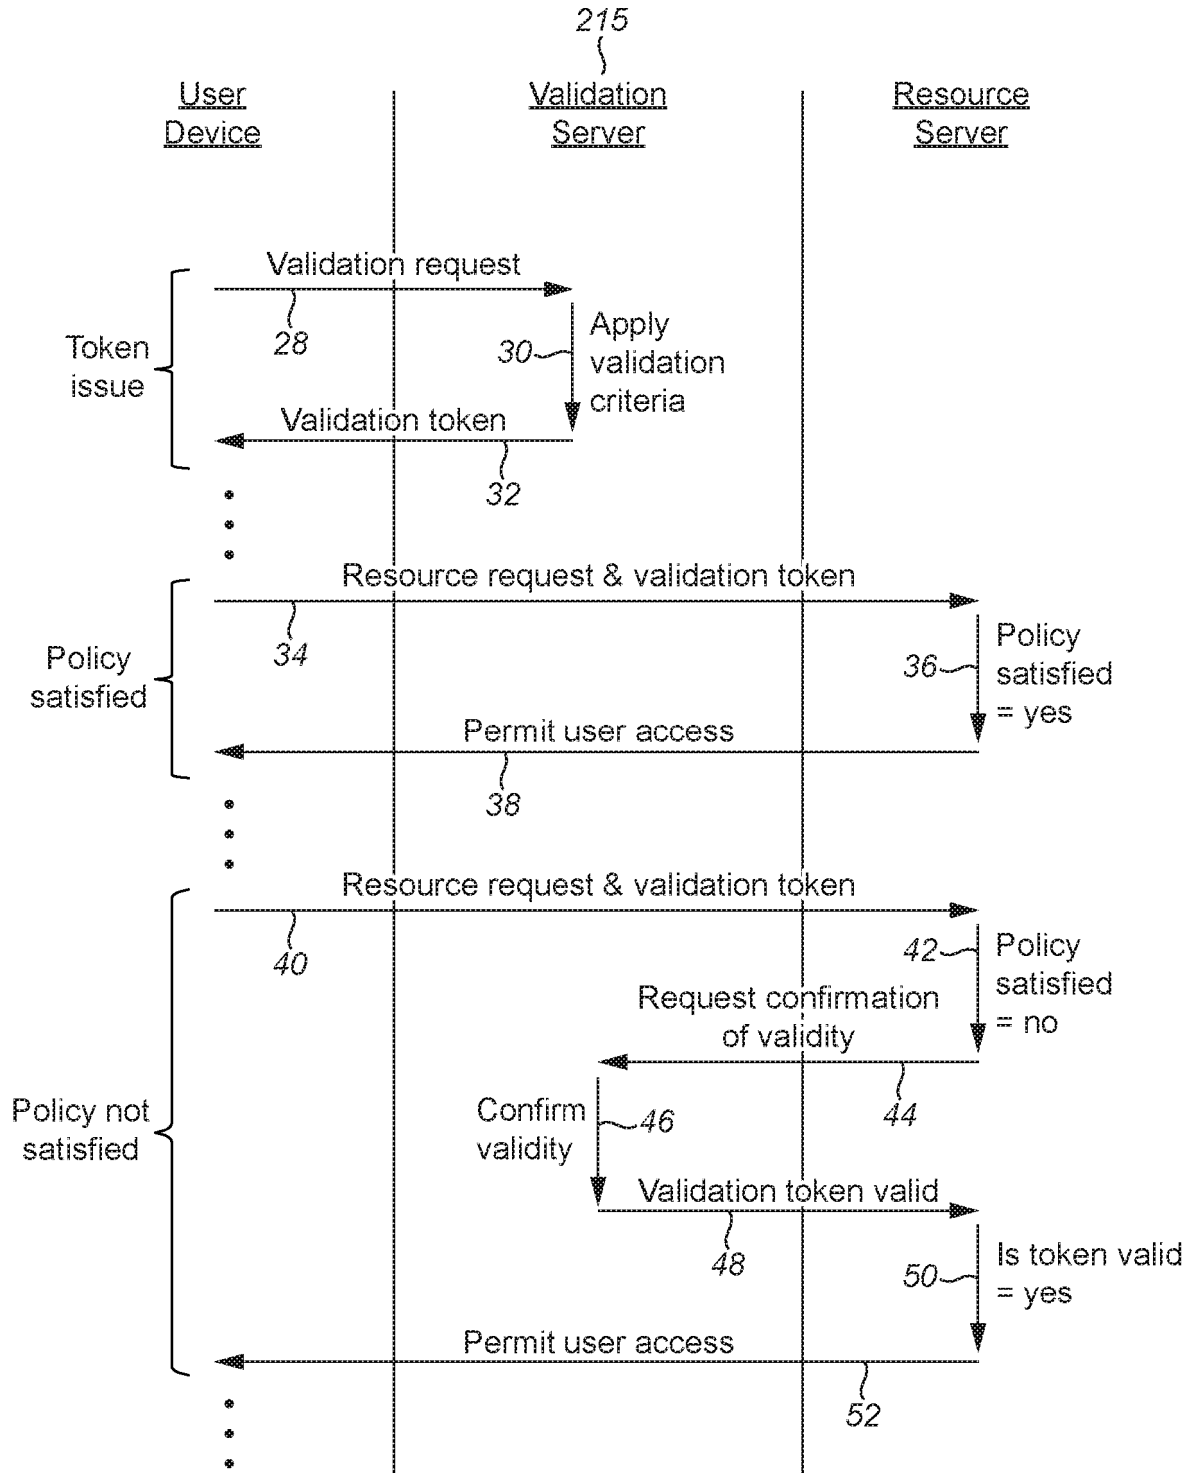 215
User
Device
Validation
Server
Resource
Server
Validation request
28
Token
issue
30
Apply
validation
criteria
Validation token
32
Resource request & validation token
34
Policy
satisfied
36
Policy
satisfied
= yes
Permit user access
38
Resource request & validation token
40
42
Policy
satisfied
= no
Request confirmation
of validity
44
Policy not
satisfied
Confirm
validity
46
Validation token valid
48
50
Is token valid
= yes
Permit user access
52